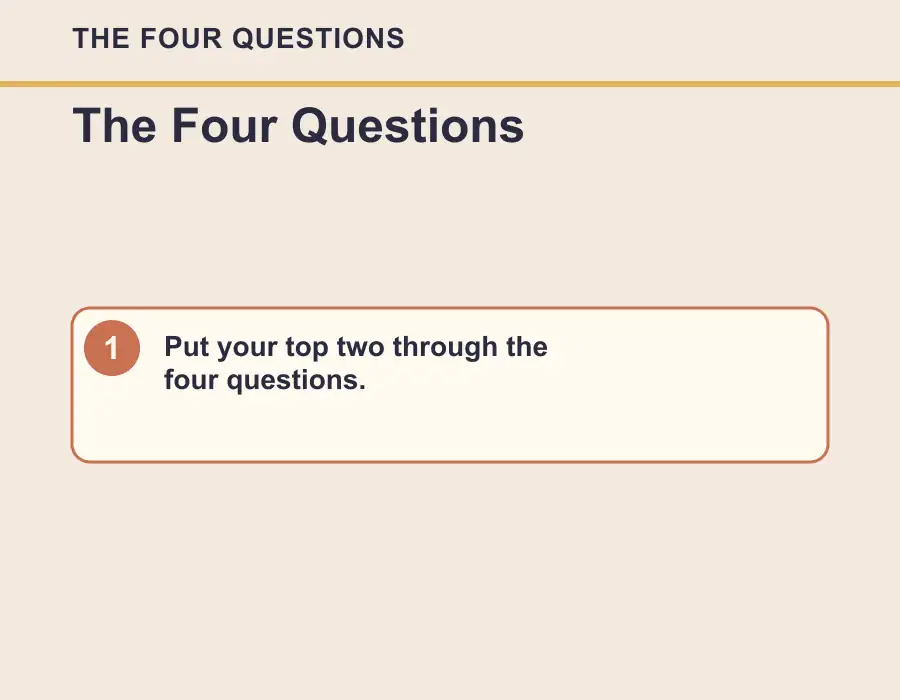 THE FOUR QUESTIONS
The Four Questions
1
Put your top two through the
four questions.